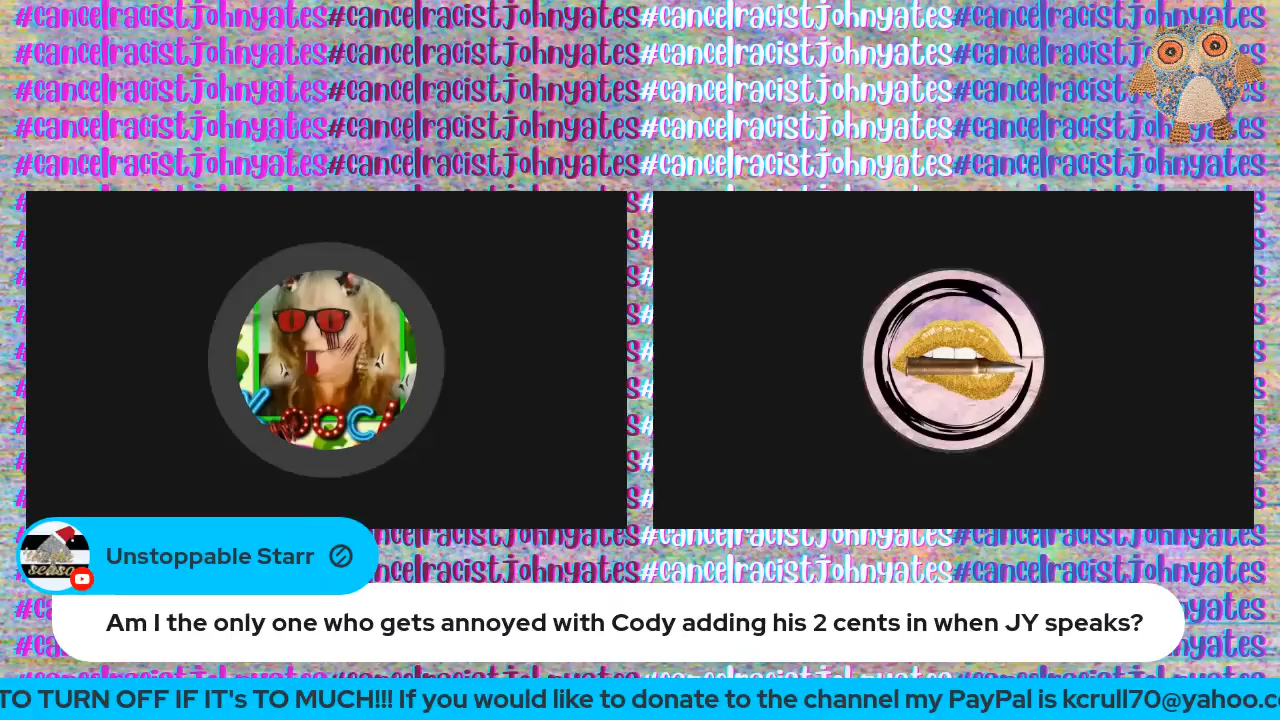 #cancelracistjohnyates#cancelracistjohnyates#cancelracistjohnyates#cancelracistjohnyates
#cancelracistjohnyates#cancelracistjohnyates#cancelracistjohnyates#cancelracistjohnyates
#cancelracistjohnyates#cancelracistjohnyates#cancelracistjohnyates#cancelracistjohnyates
#cancelracistjohnyates#cancelracistjohnyates#cancelracistjohnyates#cancelracistjohnyates
#cancelracistjohnyates#cancelracistjohnyates#cancelracistjohnyates#cancelracistjohnyates
Unstoppable Starr
Am I the only one who gets annoyed with Cody adding his 2 cents in when JY speaks?
TO TURN OFF IF IT's TO MUCH!!! If you would like to donate to the channel my PayPal is kcrull70@yahoo.c